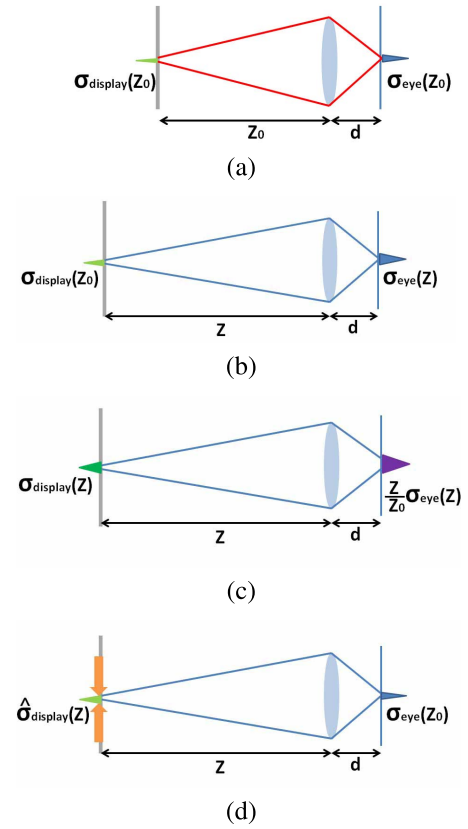 σdisplay(Z₀) σeye(Z₀)
Z₀ d
(a)
σdisplay(Z₀) σeye(Z)
Z d
(b)
σdisplay(Z) Z/Z₀ σeye(Z)
Z d
(c)
σ̂display(Z) σeye(Z₀)
Z d
(d)